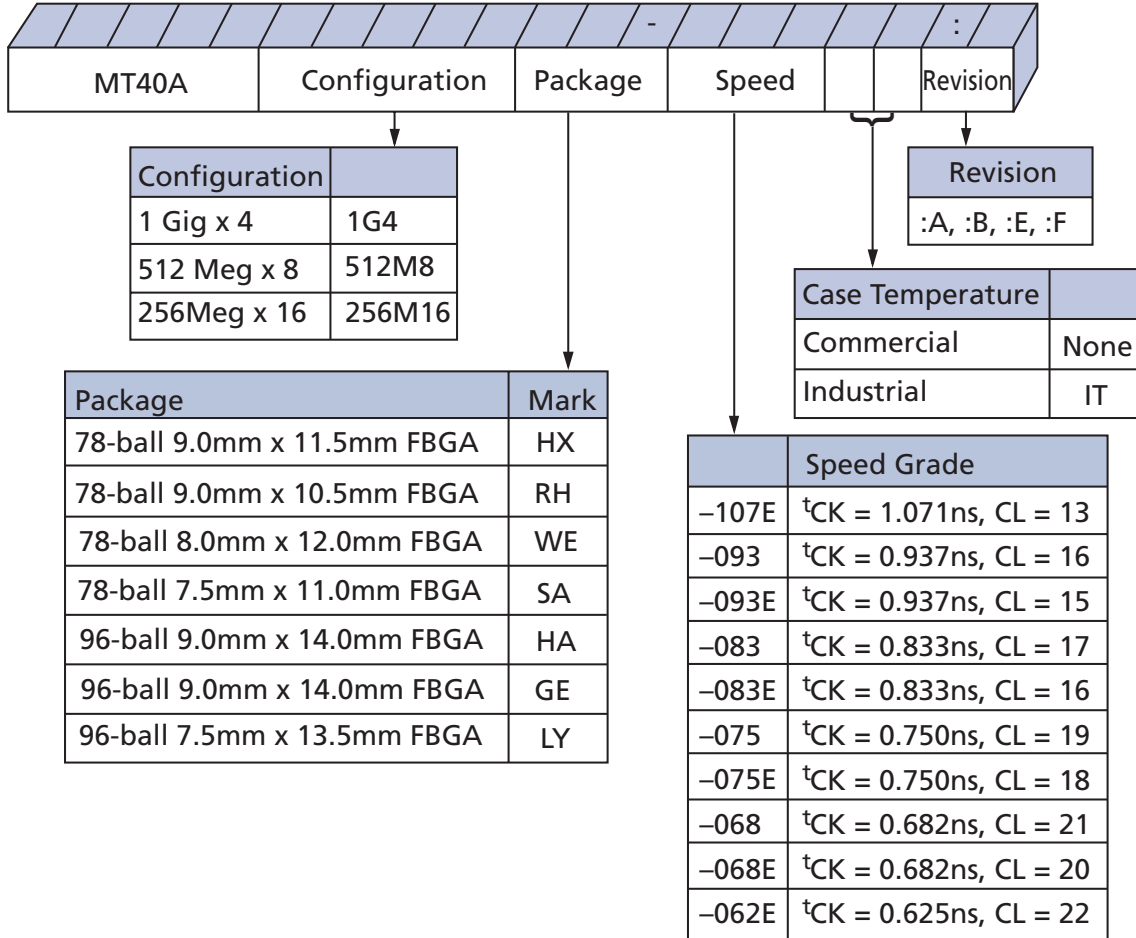 - :
MT40A Configuration Package Speed Revision
Configuration
1 Gig x 4 1G4
512 Meg x 8 512M8
256Meg x 16 256M16
Package Mark
78-ball 9.0mm x 11.5mm FBGA HX
78-ball 9.0mm x 10.5mm FBGA RH
78-ball 8.0mm x 12.0mm FBGA WE
78-ball 7.5mm x 11.0mm FBGA SA
96-ball 9.0mm x 14.0mm FBGA HA
96-ball 9.0mm x 14.0mm FBGA GE
96-ball 7.5mm x 13.5mm FBGA LY
Revision
:A, :B, :E, :F
Case Temperature
Commercial None
Industrial IT
Speed Grade
–107E tCK = 1.071ns, CL = 13
–093 tCK = 0.937ns, CL = 16
–093E tCK = 0.937ns, CL = 15
–083 tCK = 0.833ns, CL = 17
–083E tCK = 0.833ns, CL = 16
–075 tCK = 0.750ns, CL = 19
–075E tCK = 0.750ns, CL = 18
–068 tCK = 0.682ns, CL = 21
–068E tCK = 0.682ns, CL = 20
–062E tCK = 0.625ns, CL = 22